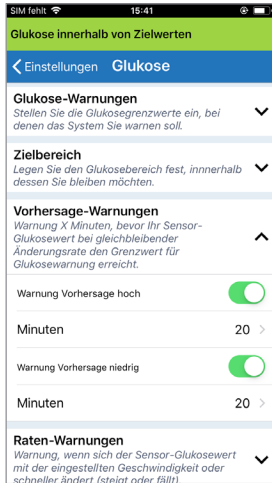 SIM fehlt 15:41
Glukose innerhalb von Zielwerten
Einstellungen Glukose
Glukose-Warnungen
Stellen Sie die Glukosegrenzwerte ein, bei
denen das System Sie warnen soll.
Zielbereich
Legen Sie den Glukosebereich fest, innnerhalb
dessen Sie bleiben möchten.
Vorhersage-Warnungen
Warnung X Minuten, bevor Ihr Sensor-
Glukosewert bei gleichbleibender
Änderungsrate den Grenzwert für
Glukosewarnung erreicht.
Warnung Vorhersage hoch
Minuten 20
Warnung Vorhersage niedrig
Minuten 20
Raten-Warnungen
Warnung, wenn sich der Sensor-Glukosewert
mit der eingestellten Geschwindigkeit oder
schneller ändert (steigt oder fällt).